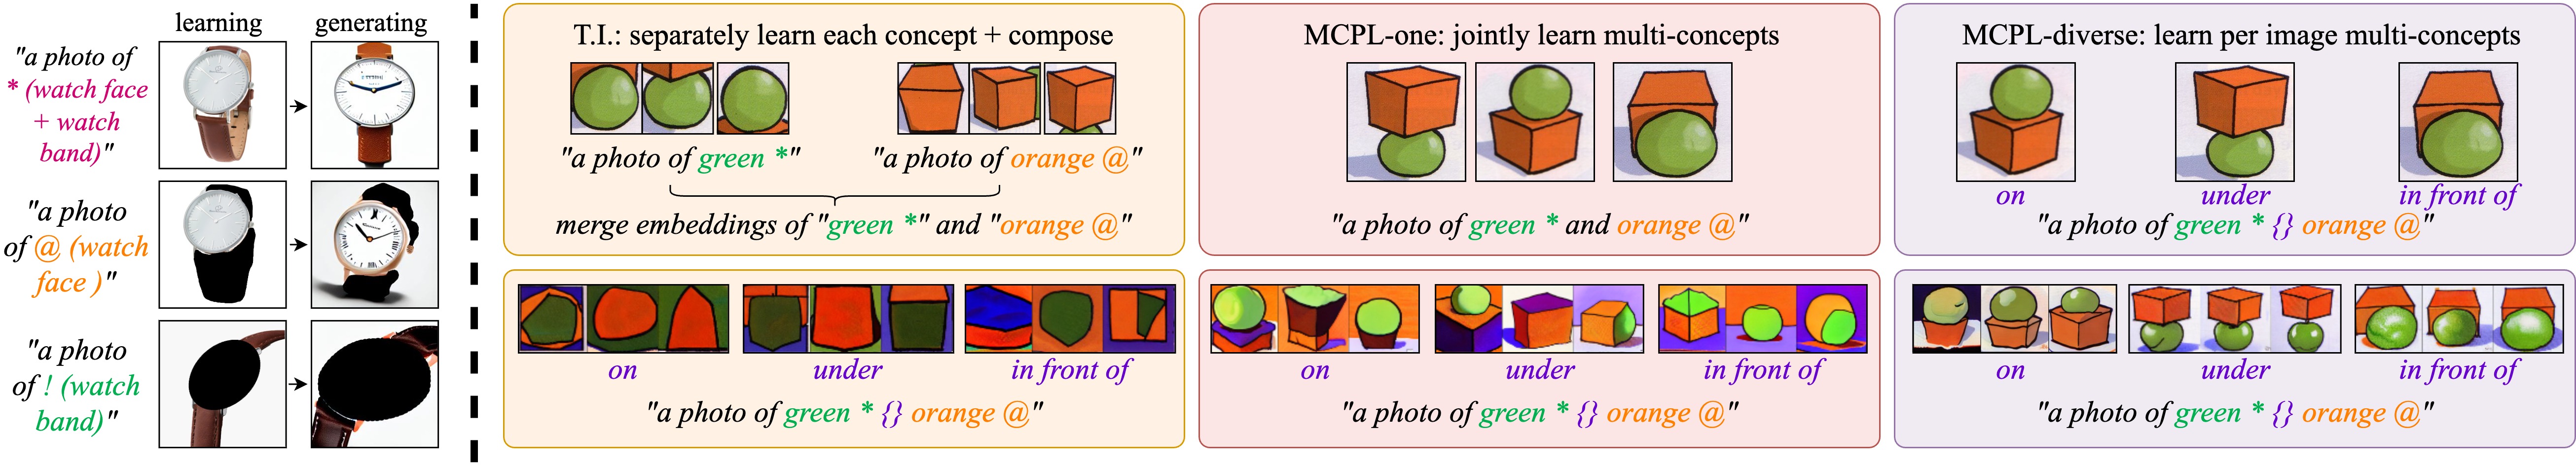 learning
generating
"a photo of
* (watch face
+ watch
band)"
"a photo
of @ (watch
face )"
"a photo
of ! (watch
band)"
T.I.: separately learn each concept + compose
"a photo of green *"
"a photo of orange @"
merge embeddings of "green *" and "orange @"
on
under
in front of
"a photo of green * {} orange @"
MCPL-one: jointly learn multi-concepts
"a photo of green * and orange @"
on
under
in front of
"a photo of green * {} orange @"
MCPL-diverse: learn per image multi-concepts
on
under
in front of
"a photo of green * {} orange @"
on
under
in front of
"a photo of green * {} orange @"